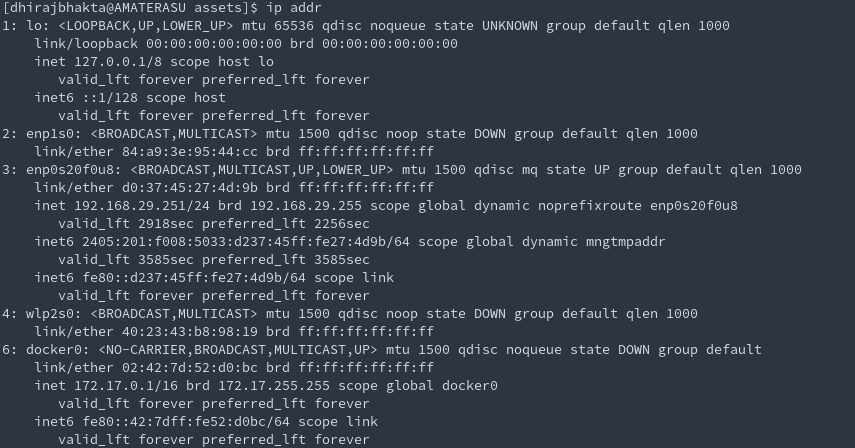 [dhirajbhakta@AMATERASU assets]$ ip addr
1: lo: <LOOPBACK,UP,LOWER_UP> mtu 65536 qdisc noqueue state UNKNOWN group default qlen 1000
    link/loopback 00:00:00:00:00:00 brd 00:00:00:00:00:00
    inet 127.0.0.1/8 scope host lo
       valid_lft forever preferred_lft forever
    inet6 ::1/128 scope host
       valid_lft forever preferred_lft forever
2: enp1s0: <BROADCAST,MULTICAST> mtu 1500 qdisc noop state DOWN group default qlen 1000
    link/ether 84:a9:3e:95:44:cc brd ff:ff:ff:ff:ff:ff
3: enp0s20f0u8: <BROADCAST,MULTICAST,UP,LOWER_UP> mtu 1500 qdisc mq state UP group default qlen 1000
    link/ether d0:37:45:27:4d:9b brd ff:ff:ff:ff:ff:ff
    inet 192.168.29.251/24 brd 192.168.29.255 scope global dynamic noprefixroute enp0s20f0u8
       valid_lft 2918sec preferred_lft 2256sec
    inet6 2405:201:f008:5033:d237:45ff:fe27:4d9b/64 scope global dynamic mngtmpaddr
       valid_lft 3585sec preferred_lft 3585sec
    inet6 fe80::d237:45ff:fe27:4d9b/64 scope link
       valid_lft forever preferred_lft forever
4: wlp2s0: <BROADCAST,MULTICAST> mtu 1500 qdisc noop state DOWN group default qlen 1000
    link/ether 40:23:43:b8:98:19 brd ff:ff:ff:ff:ff:ff
6: docker0: <NO-CARRIER,BROADCAST,MULTICAST,UP> mtu 1500 qdisc noqueue state DOWN group default
    link/ether 02:42:7d:52:d0:bc brd ff:ff:ff:ff:ff:ff
    inet 172.17.0.1/16 brd 172.17.255.255 scope global docker0
       valid_lft forever preferred_lft forever
    inet6 fe80::42:7dff:fe52:d0bc/64 scope link
       valid_lft forever preferred_lft forever